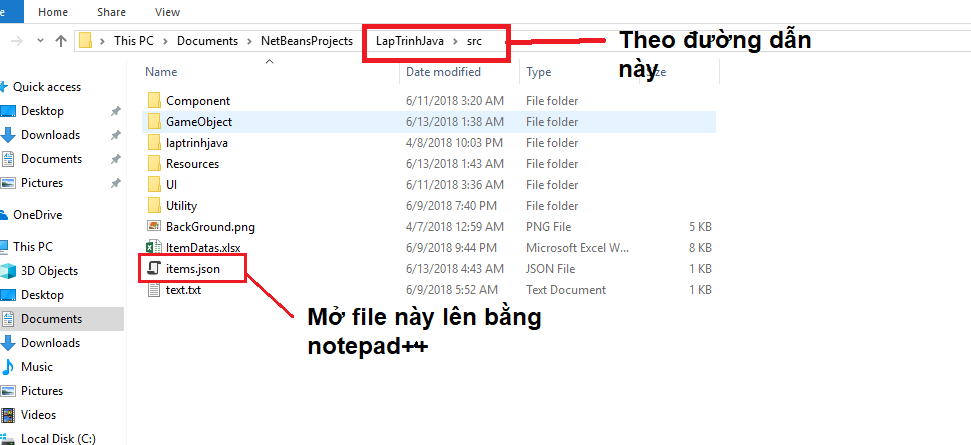 Home Share View
This PC > Documents > NetBeansProjects > LapTrinhJava > src
Theo đường dẫn
này
Name Date modified Type Size
Quick access
Desktop
Downloads
Documents
Pictures
OneDrive
This PC
3D Objects
Desktop
Documents
Downloads
Music
Pictures
Videos
Local Disk (C:)
Component 6/11/2018 3:20 AM File folder
GameObject 6/13/2018 1:38 AM File folder
laptrinhjava 4/8/2018 10:03 PM File folder
Resources 6/13/2018 1:43 AM File folder
UI 6/11/2018 3:36 AM File folder
Utility 6/9/2018 7:40 PM File folder
BackGround.png 4/7/2018 12:59 AM PNG File 5 KB
ItemDatas.xlsx 6/9/2018 9:44 PM Microsoft Excel W... 8 KB
items.json 6/13/2018 4:43 AM JSON File 1 KB
text.txt 6/9/2018 5:52 AM Text Document 1 KB
Mở file này lên bằng
notepad++